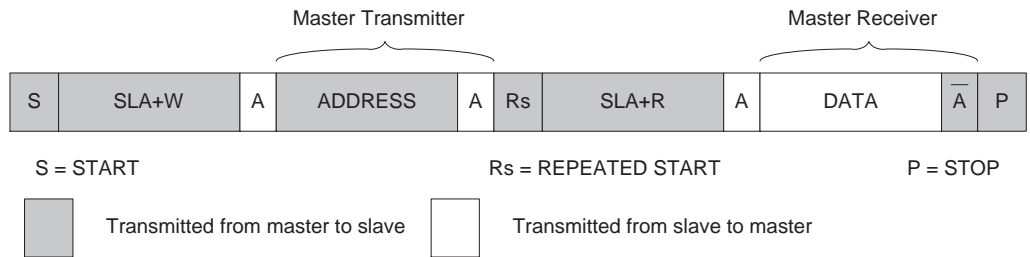 Master Transmitter Master Receiver
S SLA+W A ADDRESS A Rs SLA+R A DATA A̅ P
S = START Rs = REPEATED START P = STOP
Transmitted from master to slave Transmitted from slave to master